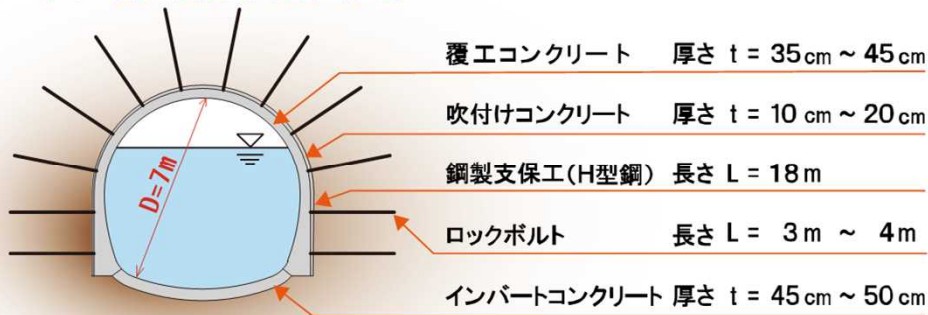 覆工コンクリート 厚さ t = 35cm ~ 45cm
吹付けコンクリート 厚さ t = 10 cm ~ 20cm
鋼製支保工(H型鋼) 長さ L = 18m
ロックボルト 長さ L = 3m ~ 4m
インバートコンクリート 厚さ t = 45cm ~ 50cm
D=7m